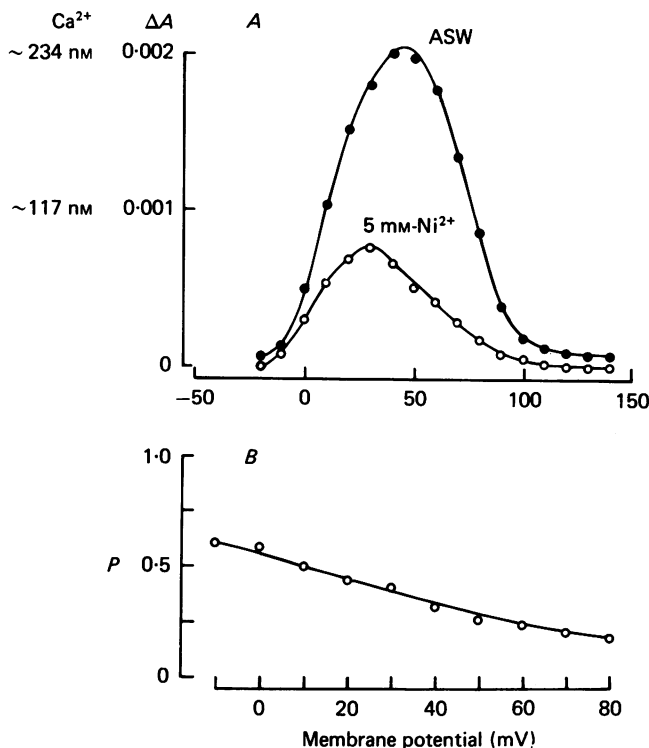 Ca²⁺ ΔA A
~ 234 nM 0·002 ASW
~117 nM 0·001
5 mM-Ni²⁺
0
−50 0 50 100 150
1·0 B
P 0·5
0
0 20 40 60 80
Membrane potential (mV)